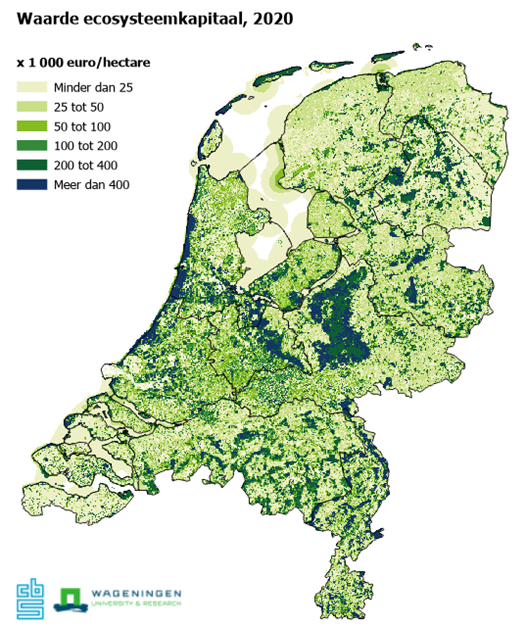 Waarde ecosysteemkapitaal, 2020
x 1 000 euro/hectare
Minder dan 25
25 tot 50
50 tot 100
100 tot 200
200 tot 400
Meer dan 400
cbs
WAGENINGEN
UNIVERSITY & RESEARCH